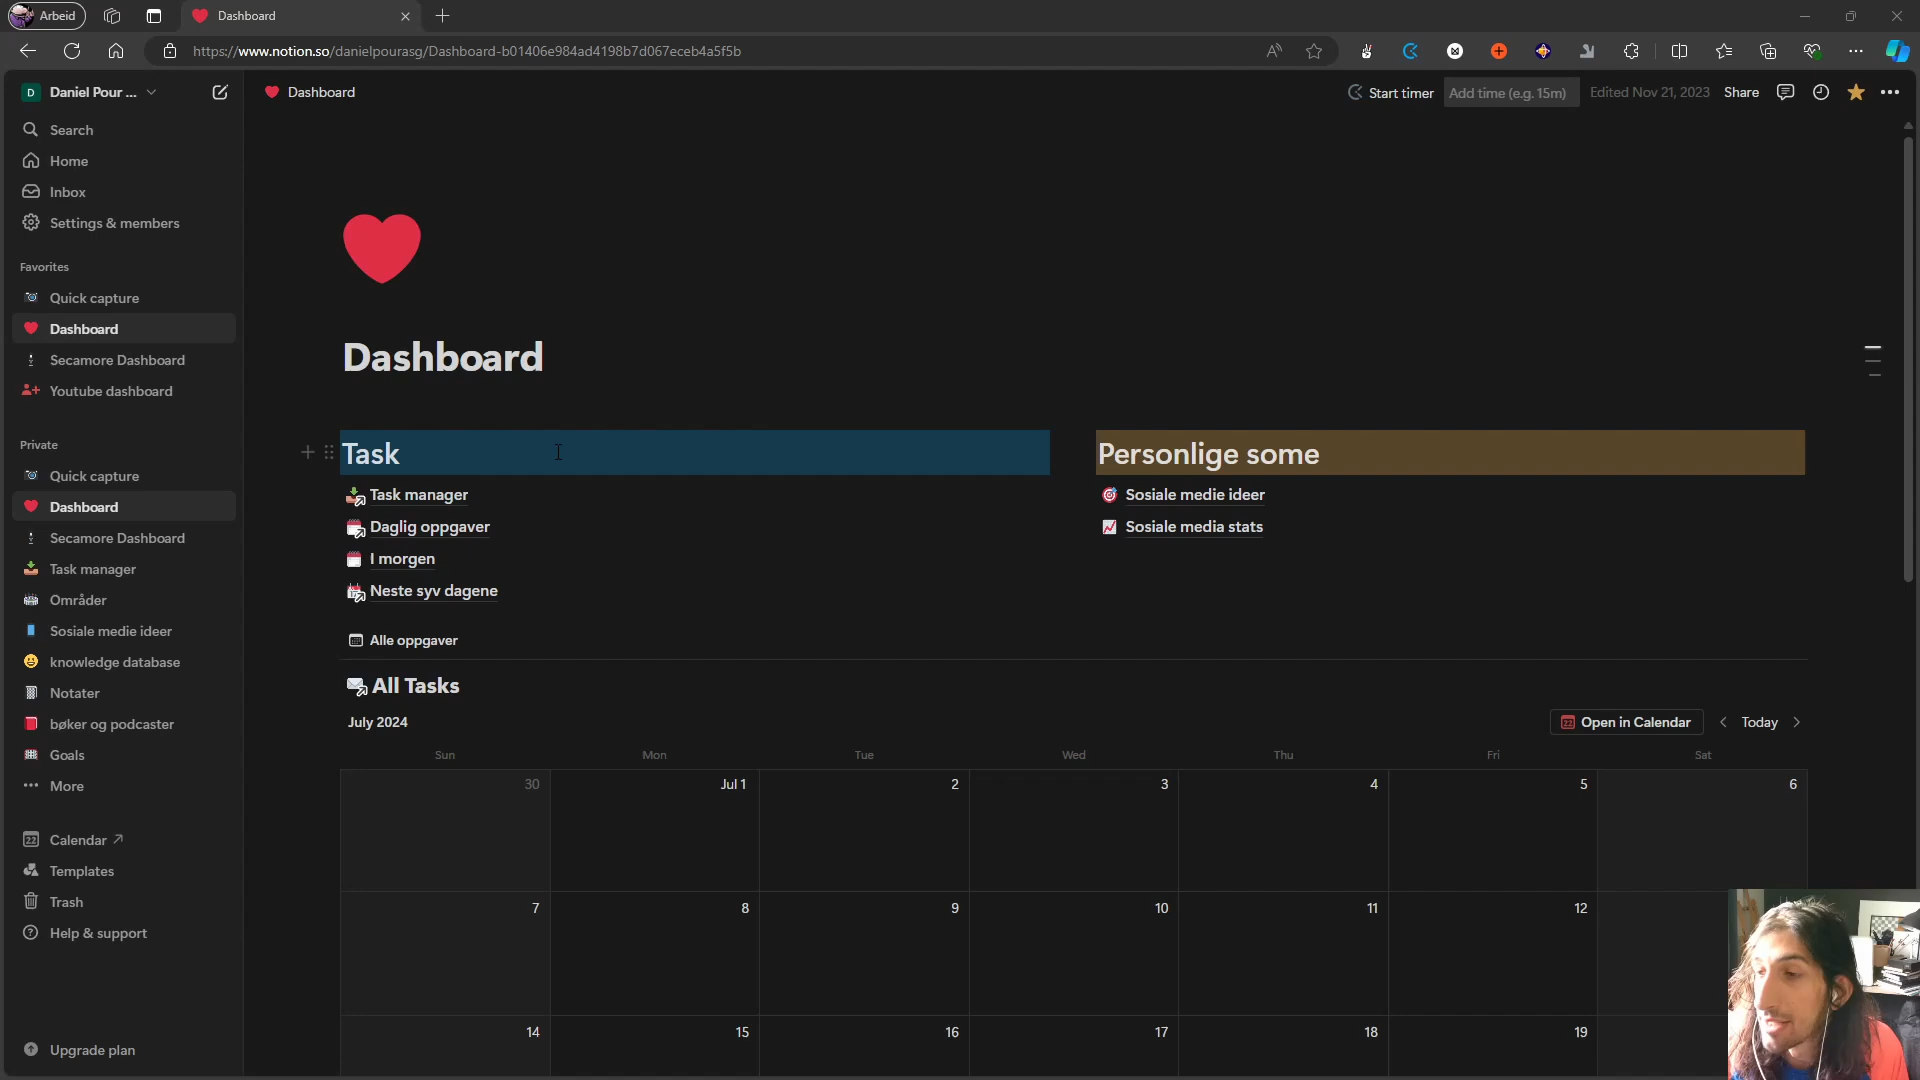 Arbeid
Dashboard
https://www.notion.so/danielpourasg/Dashboard-b01406e984ad4198b7d067eceb4a5f5b
D Daniel Pour ...
Dashboard
Start timer
Add time (e.g. 15m)
Edited Nov 21, 2023
Share
Search
Home
Inbox
Settings & members
Favorites
Quick capture
Dashboard
Secamore Dashboard
Youtube dashboard
Private
Quick capture
Dashboard
Secamore Dashboard
Task manager
Områder
Sosiale medie ideer
knowledge database
Notater
bøker og podcaster
Goals
More
Calendar
Templates
Trash
Help & support
Upgrade plan
Dashboard
Task
Task manager
Daglig oppgaver
I morgen
Neste syv dagene
Personlige some
Sosiale medie ideer
Sosiale media stats
Alle oppgaver
All Tasks
July 2024
Open in Calendar
Today
Sun Mon Tue Wed Thu Fri Sat
30 Jul 1 2 3 4 5 6
7 8 9 10 11 12
14 15 16 17 18 19